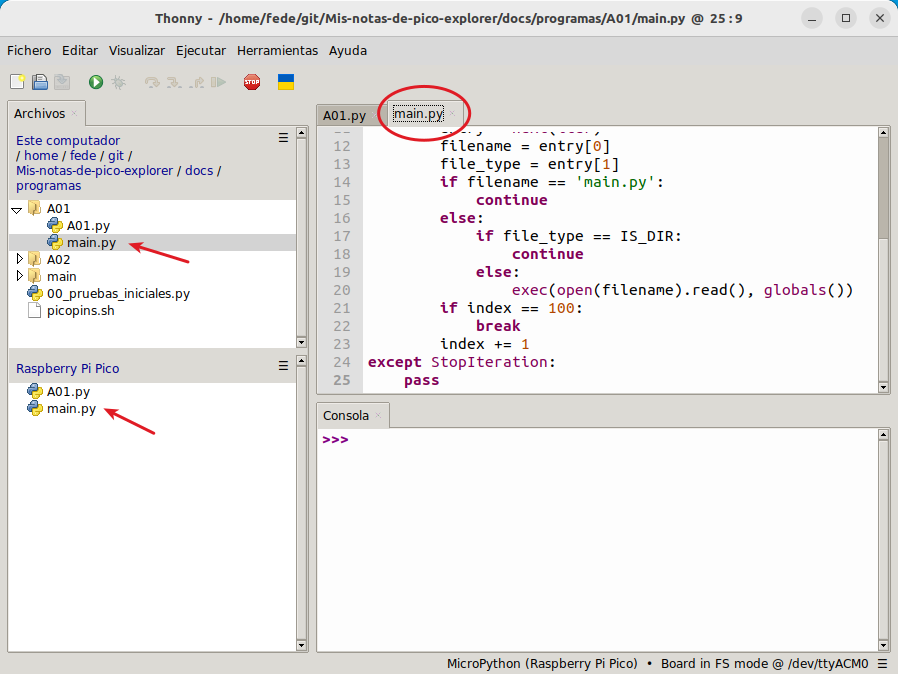 Thonny - /home/fede/git/Mis-notas-de-pico-explorer/docs/programas/A01/main.py @ 25:9
Fichero Editar Visualizar Ejecutar Herramientas Ayuda
STOP
Archivos
Este computador
/ home / fede / git /
Mis-notas-de-pico-explorer / docs /
programas
A01
A01.py
main.py
A02
main
00_pruebas_iniciales.py
picopins.sh
Raspberry Pi Pico
A01.py
main.py
A01.py main.py
12 filename = entry[0]
13 file_type = entry[1]
14 if filename == 'main.py':
15 continue
16 else:
17 if file_type == IS_DIR:
18 continue
19 else:
20 exec(open(filename).read(), globals())
21 if index == 100:
22 break
23 index += 1
24 except StopIteration:
25 pass
Consola
>>>
MicroPython (Raspberry Pi Pico) • Board in FS mode @ /dev/ttyACM0 ☰